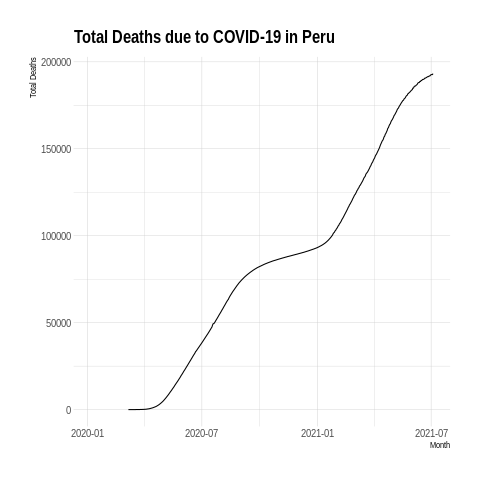 Total Deaths due to COVID-19 in Peru
Total Deaths
200000
150000
100000
50000
0
2020-01 2020-07 2021-01 2021-07
Month